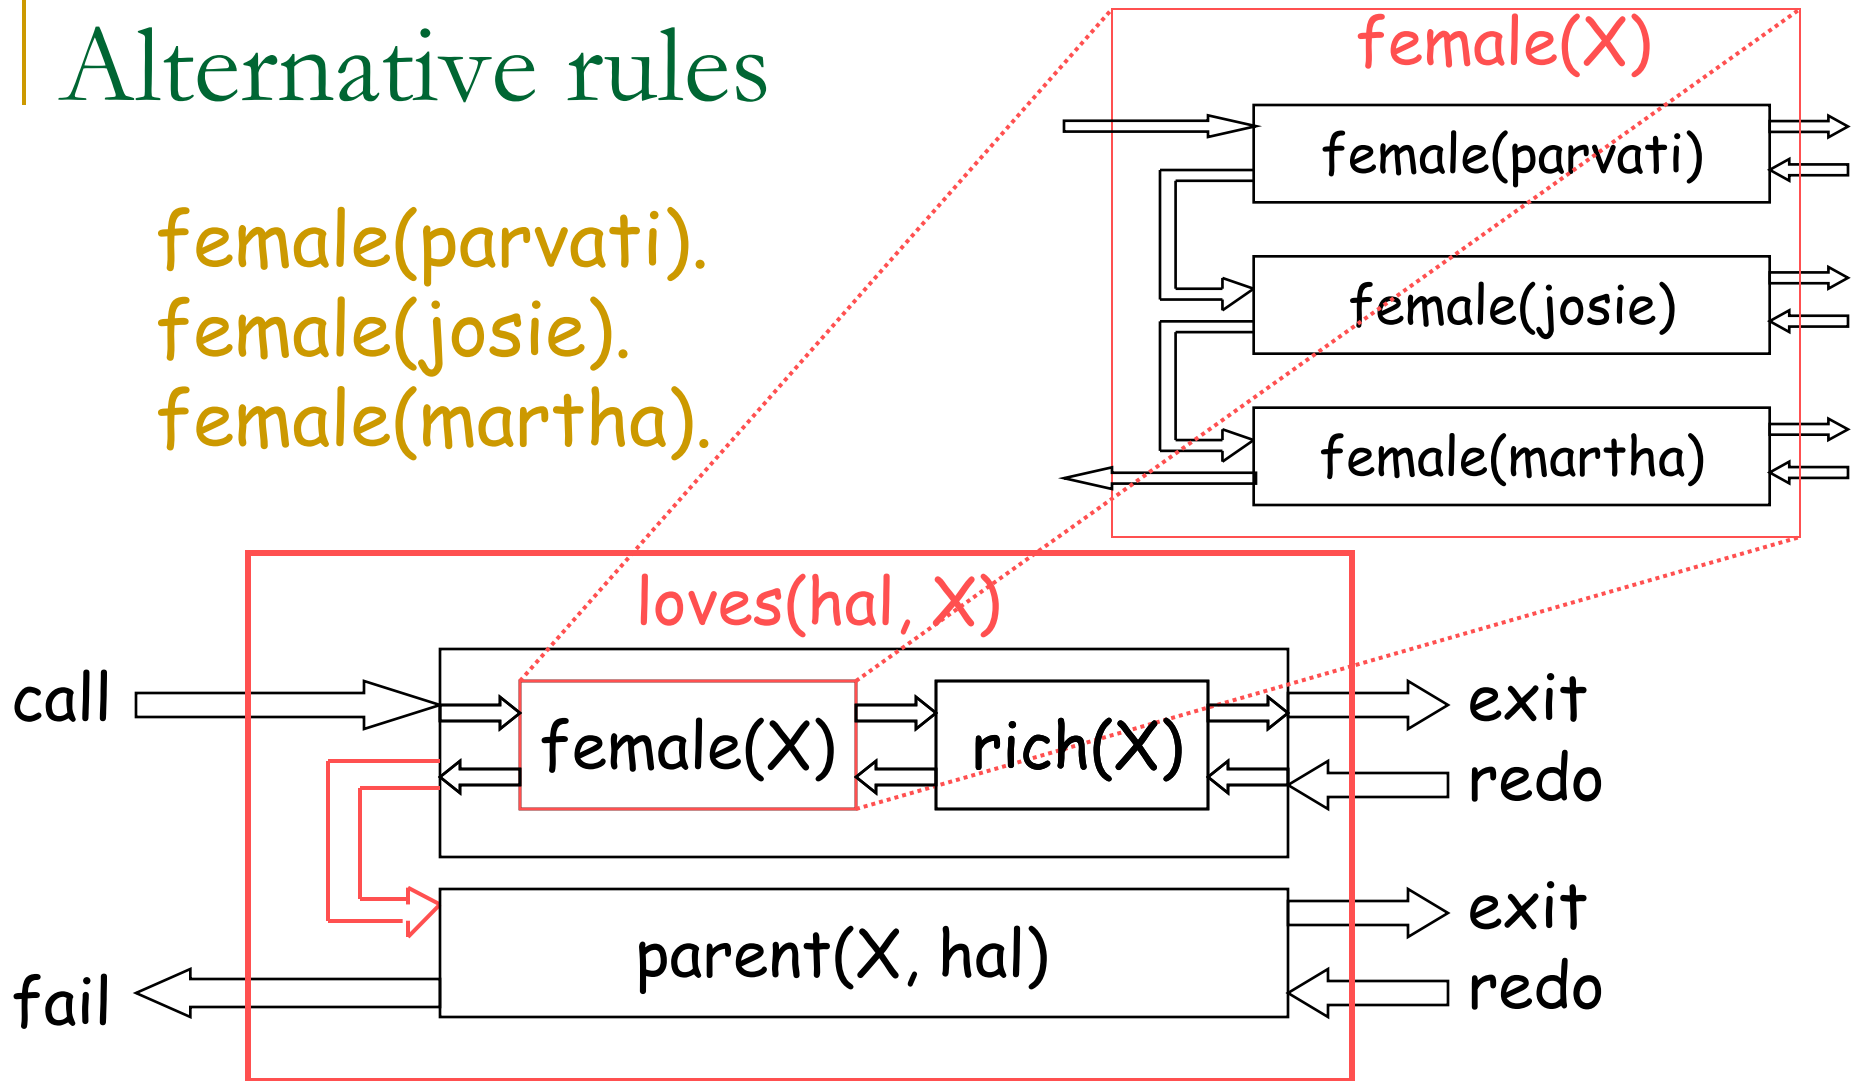 Alternative rules
female(parvati).
female(josie).
female(martha).
female(X)
female(parvati)
female(josie)
female(martha)
loves(hal, X)
call
female(X)
rich(X)
exit
redo
parent(X, hal)
exit
redo
fail